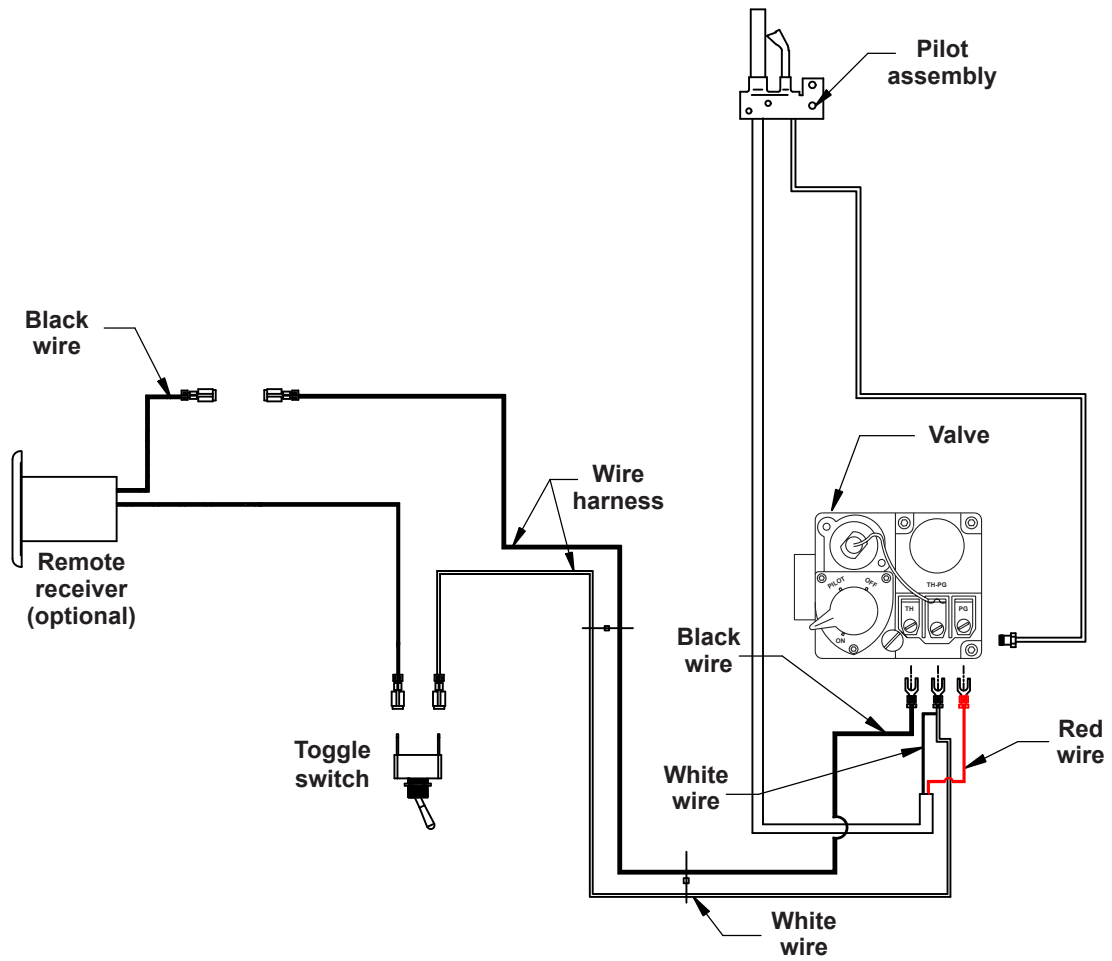 Pilot
assembly
Black
wire
Valve
Wire
harness
Remote
receiver
(optional)
PILOT
OFF
ON
TH-PG
TH
PG
Black
wire
Toggle
switch
White
wire
Red
wire
White
wire